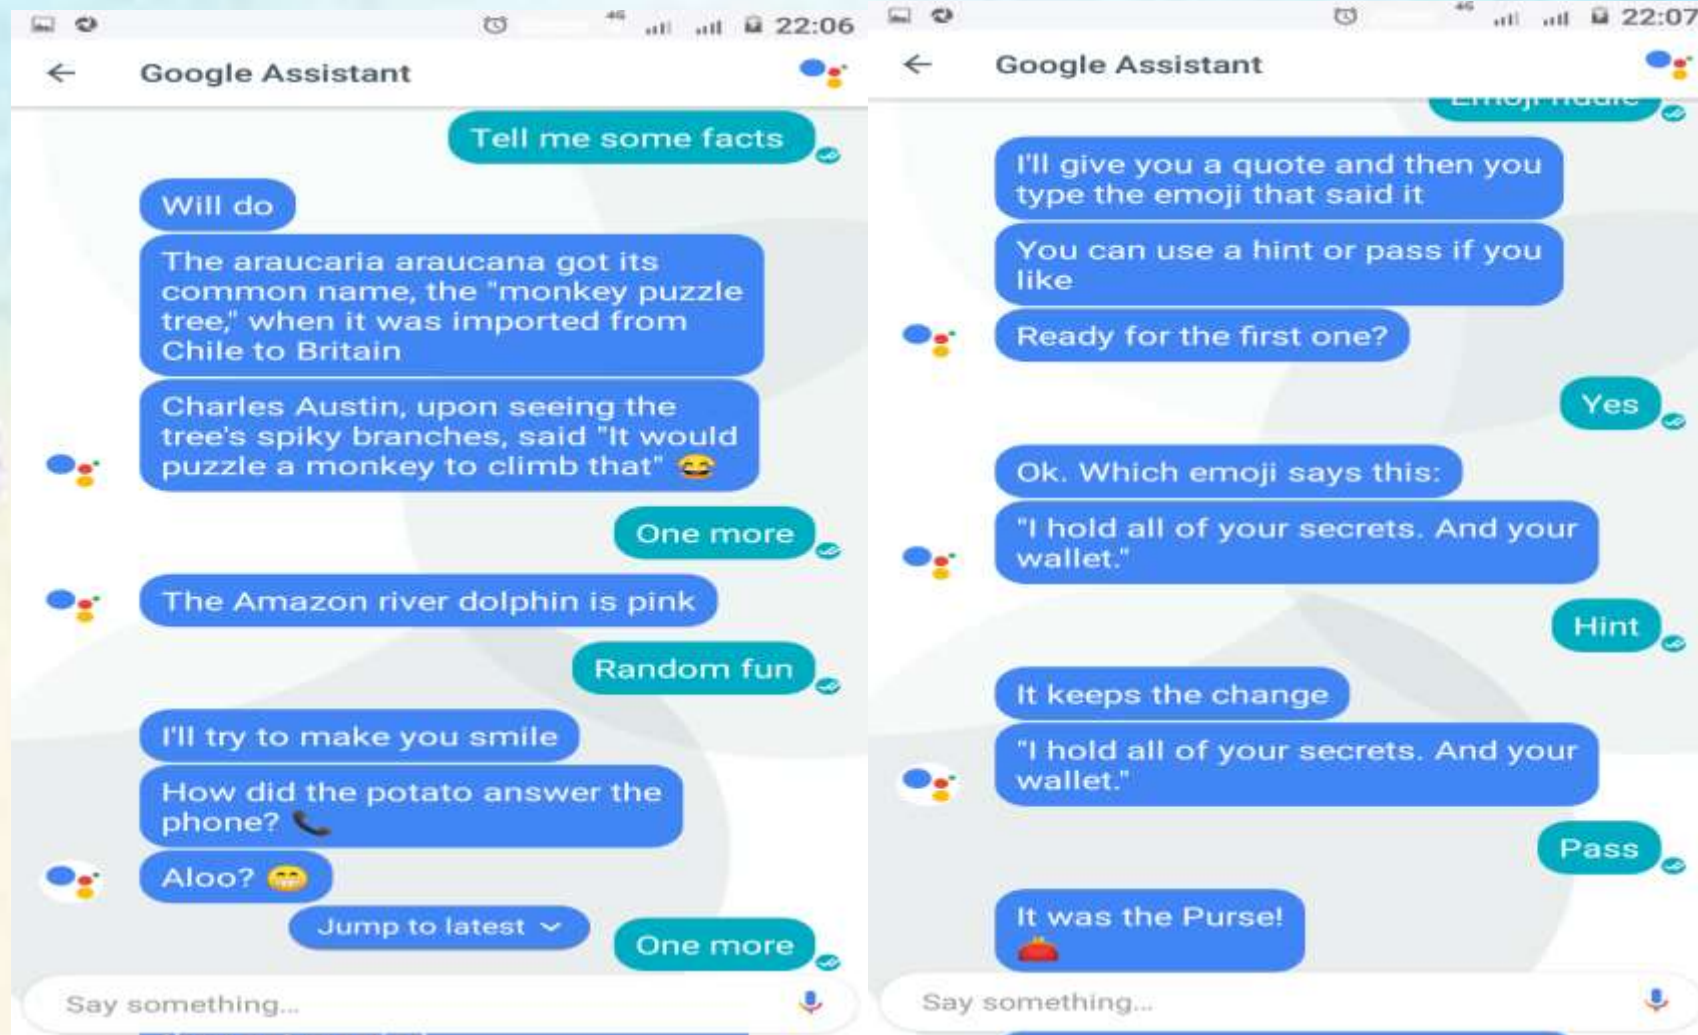 4G 22:06
Google Assistant
Tell me some facts
Will do
The araucaria araucana got its
common name, the "monkey puzzle
tree," when it was imported from
Chile to Britain
Charles Austin, upon seeing the
tree's spiky branches, said "It would
puzzle a monkey to climb that" 😂
One more
The Amazon river dolphin is pink
Random fun
I'll try to make you smile
How did the potato answer the
phone? 📞
Aloo? 😁
Jump to latest
One more
Say something...
4G 22:07
Google Assistant
Emoji riddle
I'll give you a quote and then you
type the emoji that said it
You can use a hint or pass if you
like
Ready for the first one?
Yes
Ok. Which emoji says this:
"I hold all of your secrets. And your
wallet."
Hint
It keeps the change
"I hold all of your secrets. And your
wallet."
Pass
It was the Purse!
👛
Say something...